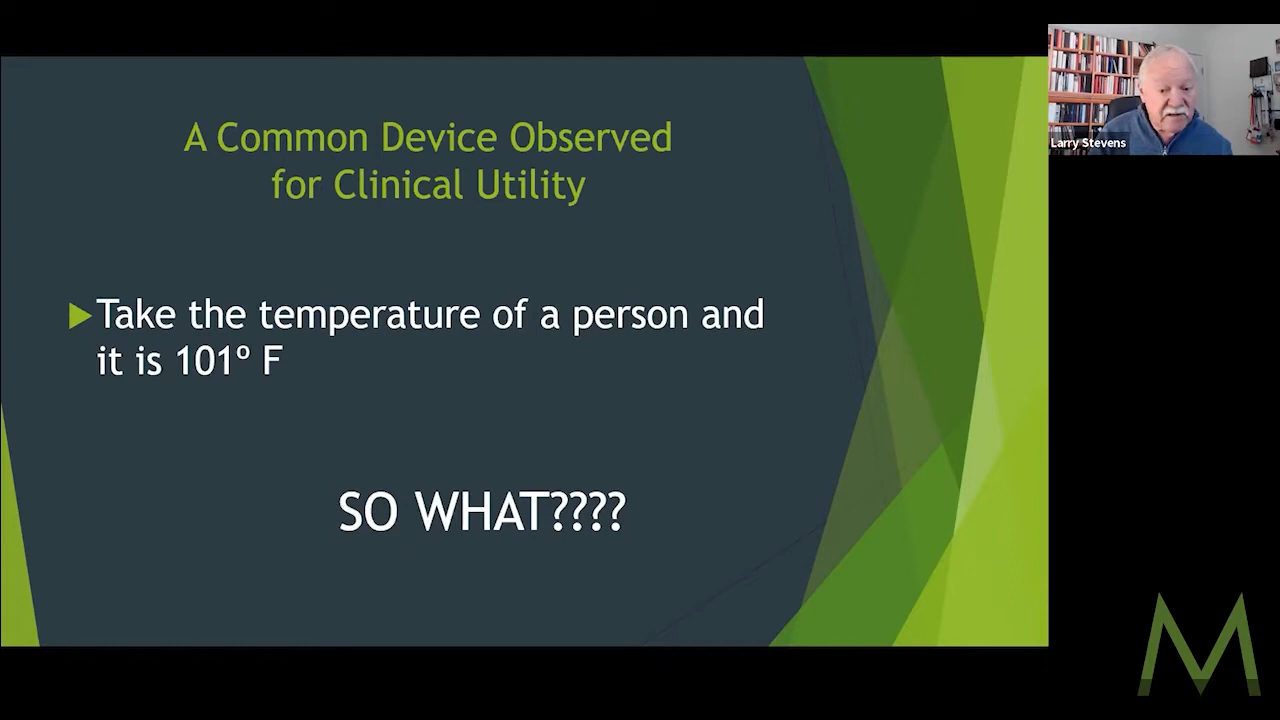 A Common Device Observed
for Clinical Utility
Take the temperature of a person and
it is 101º F
SO WHAT????
Larry Stevens
M